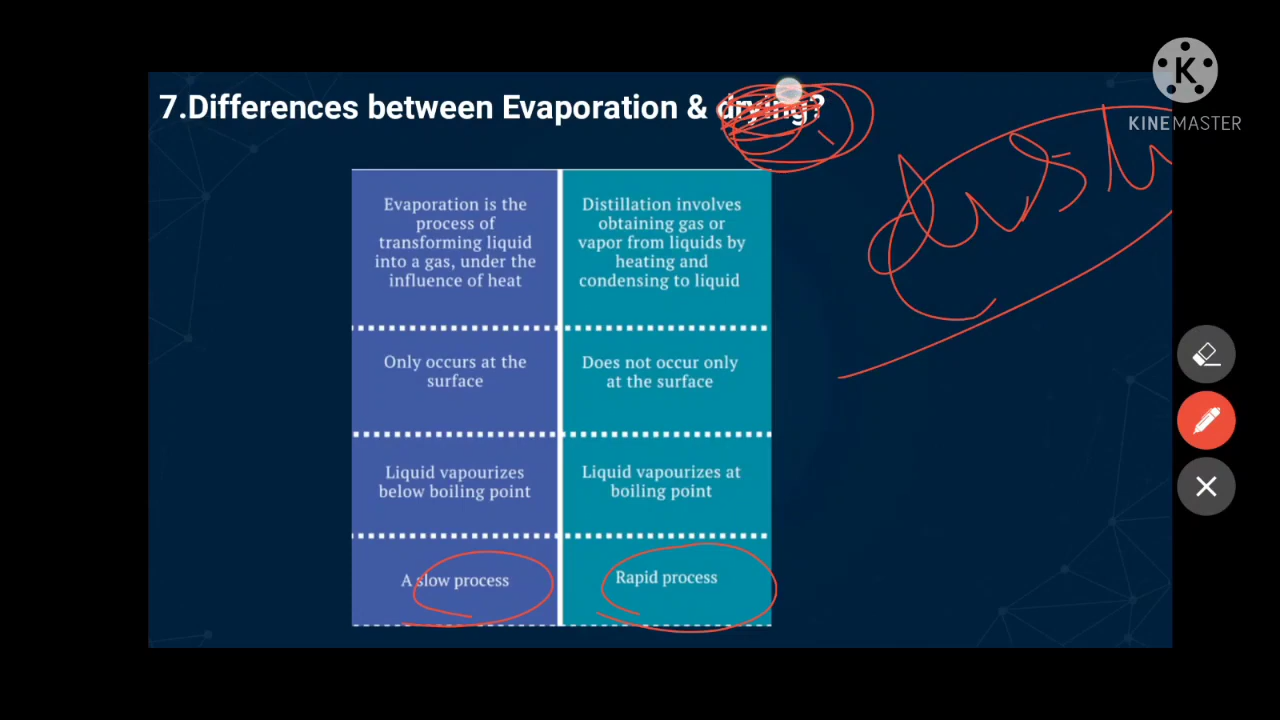 7.Differences between Evaporation & drying?
KINEMASTER
Evaporation is the
process of
transforming liquid
into a gas, under the
influence of heat
Distillation involves
obtaining gas or
vapor from liquids by
heating and
condensing to liquid
Only occurs at the
surface
Does not occur only
at the surface
Liquid vapourizes
below boiling point
Liquid vapourizes at
boiling point
A slow process
Rapid process